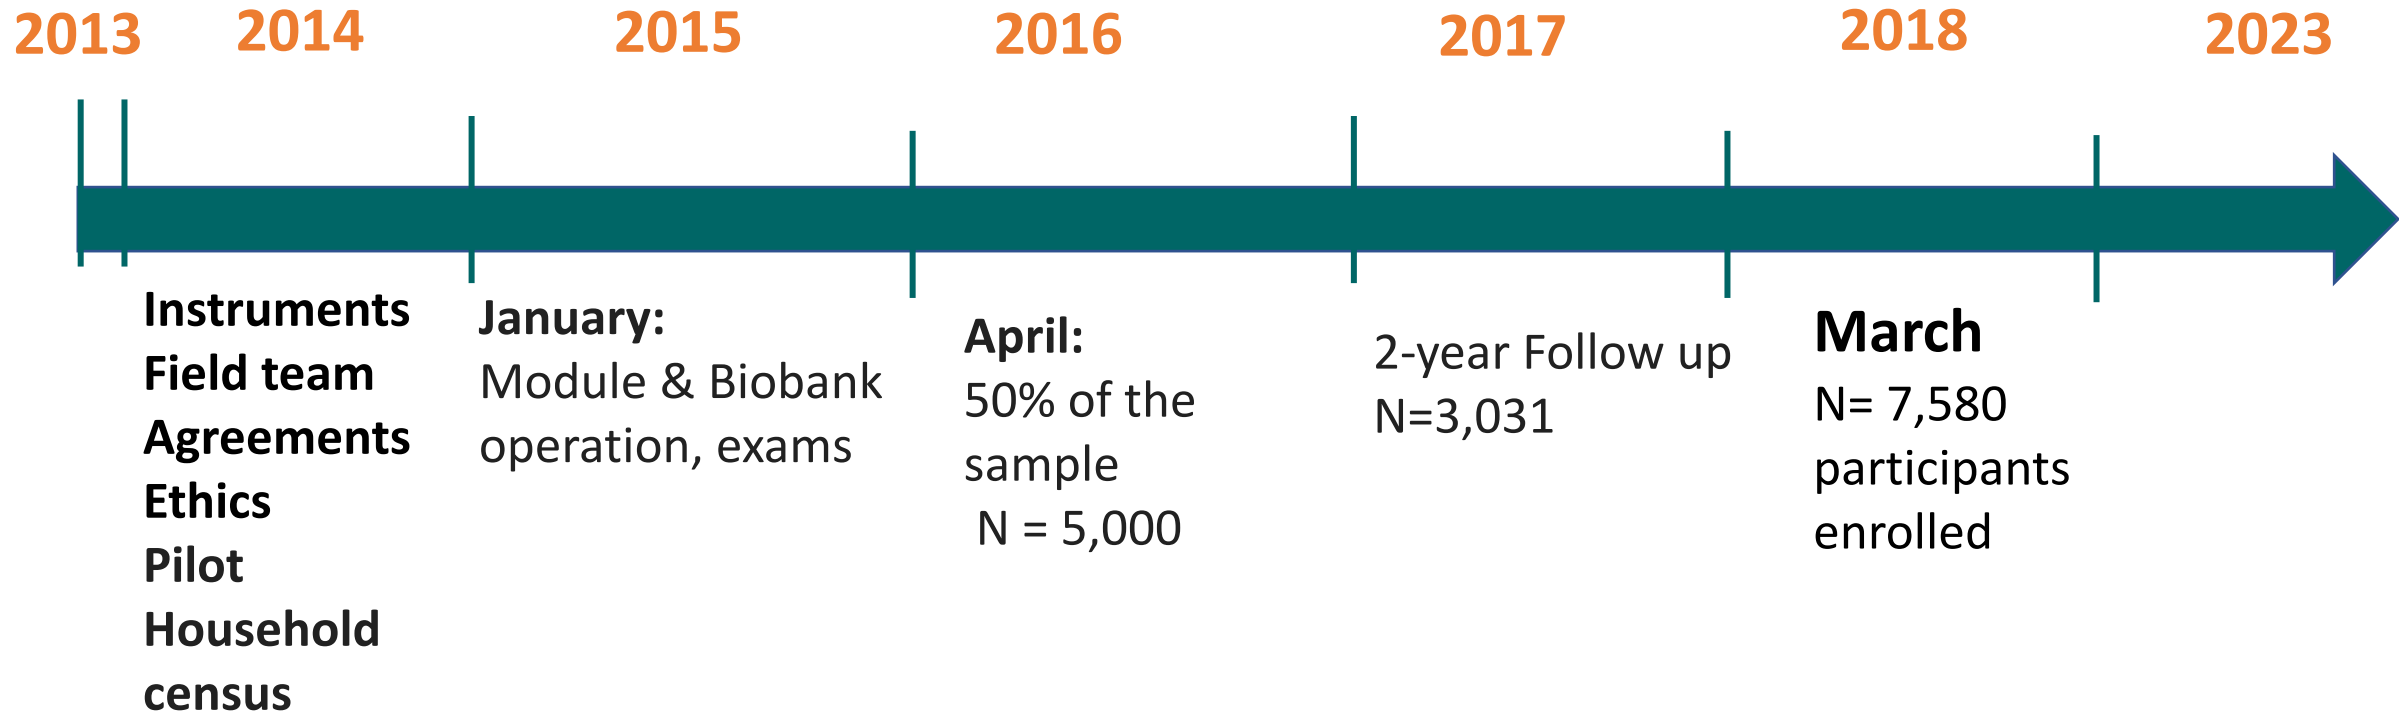 2013
2014
2015
2016
2017
2018
2023
Instruments
Field team
Agreements
Ethics
Pilot
Household
census
January:
Module & Biobank
operation, exams
April:
50% of the
sample
N = 5,000
2-year Follow up
N=3,031
March
N= 7,580
participants
enrolled